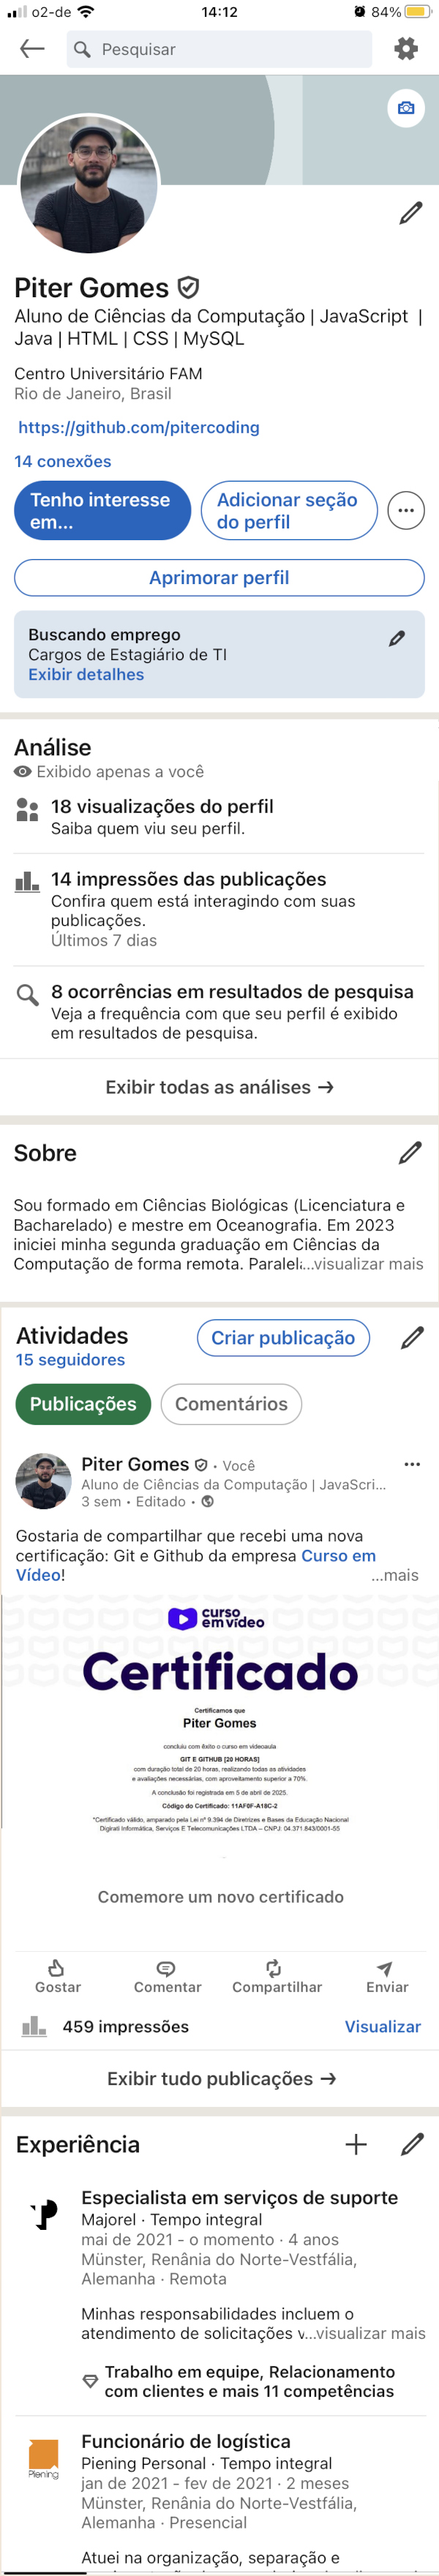 o2-de 14:12 84%
Pesquisar
Piter Gomes
Aluno de Ciências da Computação | JavaScript |
Java | HTML | CSS | MySQL
Centro Universitário FAM
Rio de Janeiro, Brasil
https://github.com/pitercoding
14 conexões
Tenho interesse
em...
Adicionar seção
do perfil
Aprimorar perfil
Buscando emprego
Cargos de Estagiário de TI
Exibir detalhes
Análise
Exibido apenas a você
18 visualizações do perfil
Saiba quem viu seu perfil.
14 impressões das publicações
Confira quem está interagindo com suas
publicações.
Últimos 7 dias
8 ocorrências em resultados de pesquisa
Veja a frequência com que seu perfil é exibido
em resultados de pesquisa.
Exibir todas as análises →
Sobre
Sou formado em Ciências Biológicas (Licenciatura e
Bacharelado) e mestre em Oceanografia. Em 2023
iniciei minha segunda graduação em Ciências da
Computação de forma remota. Paralel...visualizar mais
Atividades
Criar publicação
15 seguidores
Publicações
Comentários
Piter Gomes • Você
Aluno de Ciências da Computação | JavaScri...
3 sem • Editado •
Gostaria de compartilhar que recebi uma nova
certificação: Git e Github da empresa Curso em
Vídeo!
...mais
curso
em vídeo
Certificado
Certificamos que
Piter Gomes
concluiu com êxito o curso em videoaula
GIT E GITHUB [20 HORAS]
com duração total de 20 horas, realizando todas as atividades
e avaliações necessárias, com aproveitamento superior a 70%.
A conclusão foi registrada em 5 de abril de 2025.
Código do Certificado: 11AF0F-A18C-2
*Certificado válido, amparado pela Lei nº 9.394 de Diretrizes e Bases da Educação Nacional.
Digirati Informática, Serviços E Telecomunicações LTDA – CNPJ: 04.371.843/0001-55
Comemore um novo certificado
Gostar
Comentar
Compartilhar
Enviar
459 impressões
Visualizar
Exibir tudo publicações →
Experiência
Especialista em serviços de suporte
Majorel · Tempo integral
mai de 2021 - o momento · 4 anos
Münster, Renânia do Norte-Vestfália,
Alemanha · Remota
Minhas responsabilidades incluem o
atendimento de solicitações v...visualizar mais
Trabalho em equipe, Relacionamento
com clientes e mais 11 competências
Piening
Funcionário de logística
Piening Personal · Tempo integral
jan de 2021 - fev de 2021 · 2 meses
Münster, Renânia do Norte-Vestfália,
Alemanha · Presencial
Atuei na organização, separação e